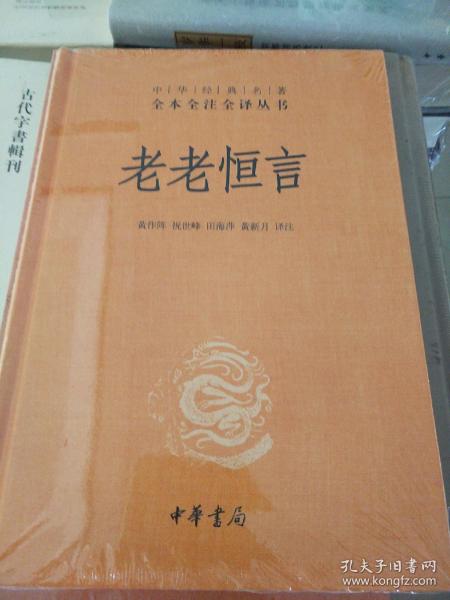 中华经典名著
全本全注全译丛书
老老恒言
黄作阵 祝世峰 田海萍 黄新月 译注
中華書局
古代字書輯刊
孔夫子旧书网
www.kongfz.com